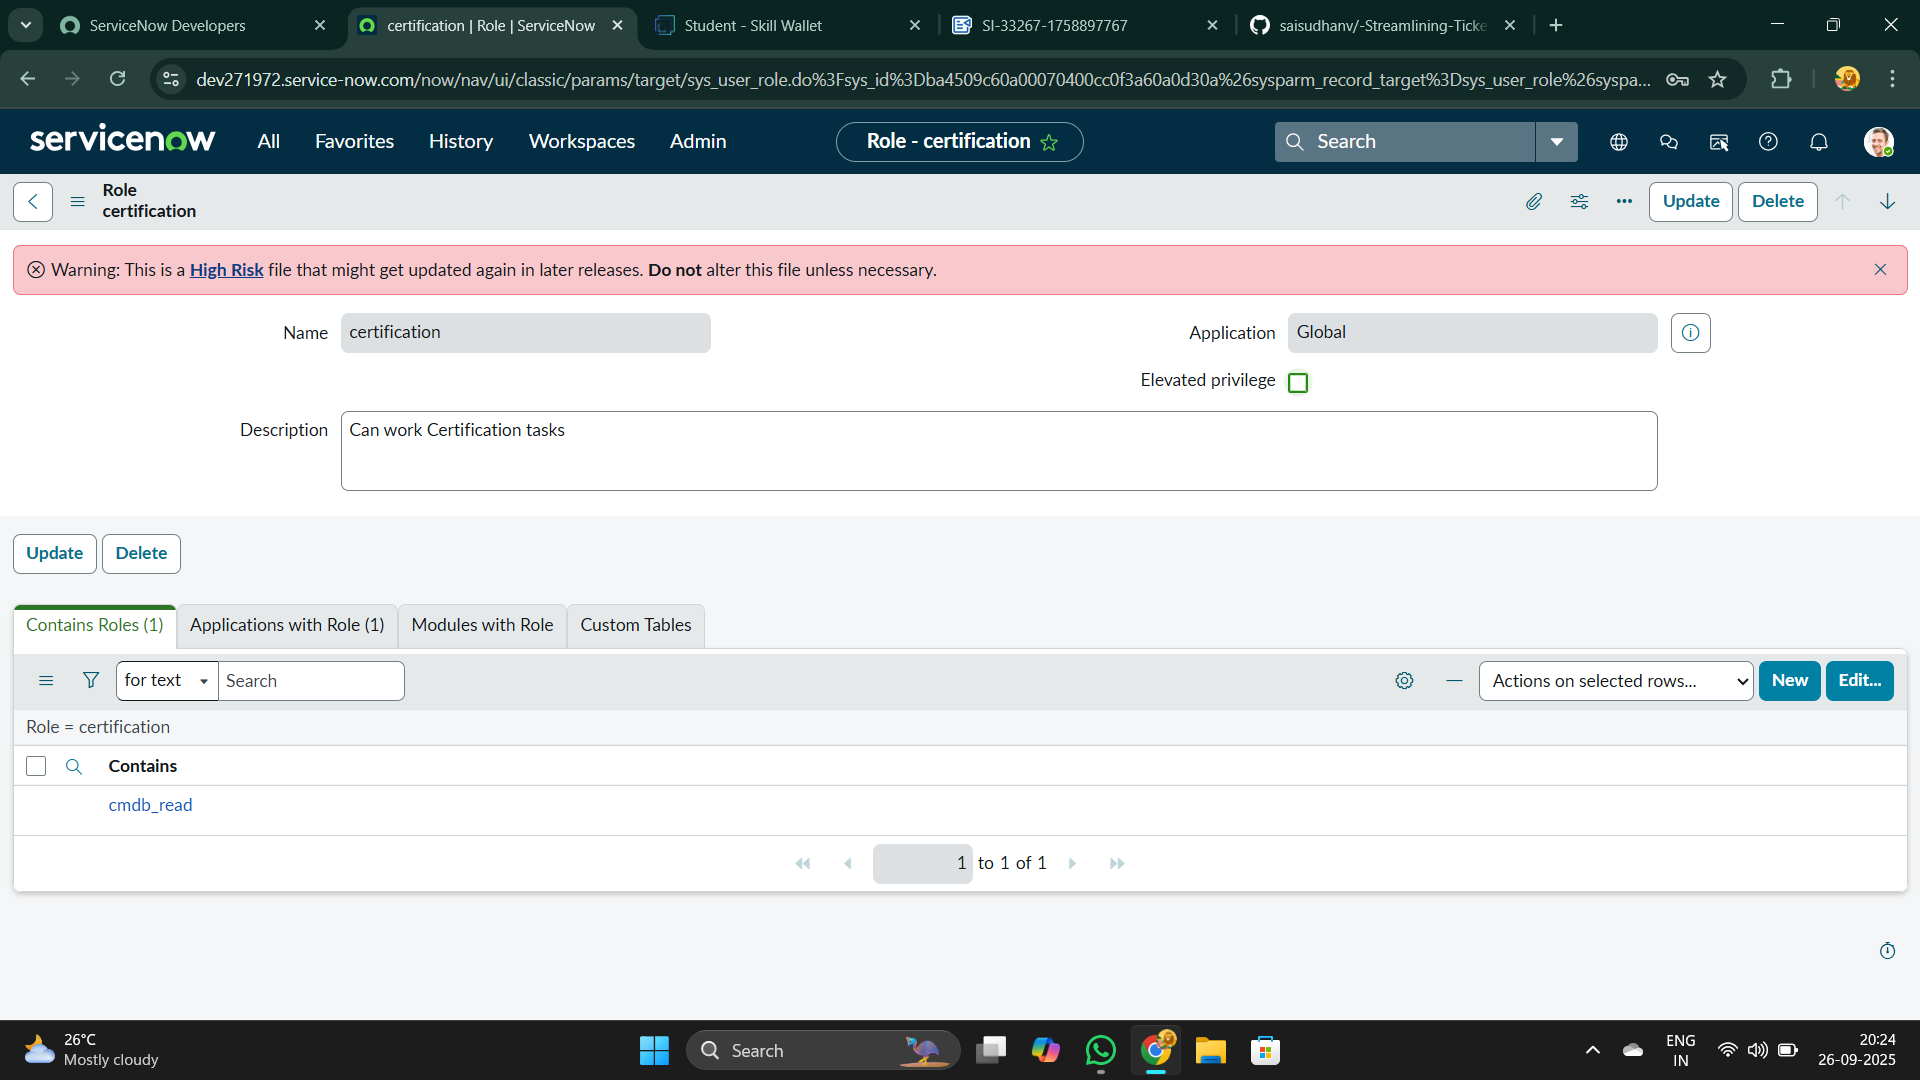 ServiceNow Developers
certification | Role | ServiceNow
Student - Skill Wallet
SI-33267-1758897767
saisudhanv/-Streamlining-Ticke
dev271972.service-now.com/now/nav/ui/classic/params/target/sys_user_role.do%3Fsys_id%3Dba4509c60a00070400cc0f3a60a0d30a%26sysparm_record_target%3Dsys_user_role%26syspa...
servicenow
All
Favorites
History
Workspaces
Admin
Role - certification
Search
Role
certification
Update
Delete
Warning: This is a High Risk file that might get updated again in later releases. Do not alter this file unless necessary.
Name
certification
Application
Global
Elevated privilege
Description
Can work Certification tasks
Update
Delete
Contains Roles (1)
Applications with Role (1)
Modules with Role
Custom Tables
for text
Search
Actions on selected rows...
New
Edit...
Role = certification
Contains
cmdb_read
1 to 1 of 1
26°C
Mostly cloudy
Search
ENG
IN
20:24
26-09-2025